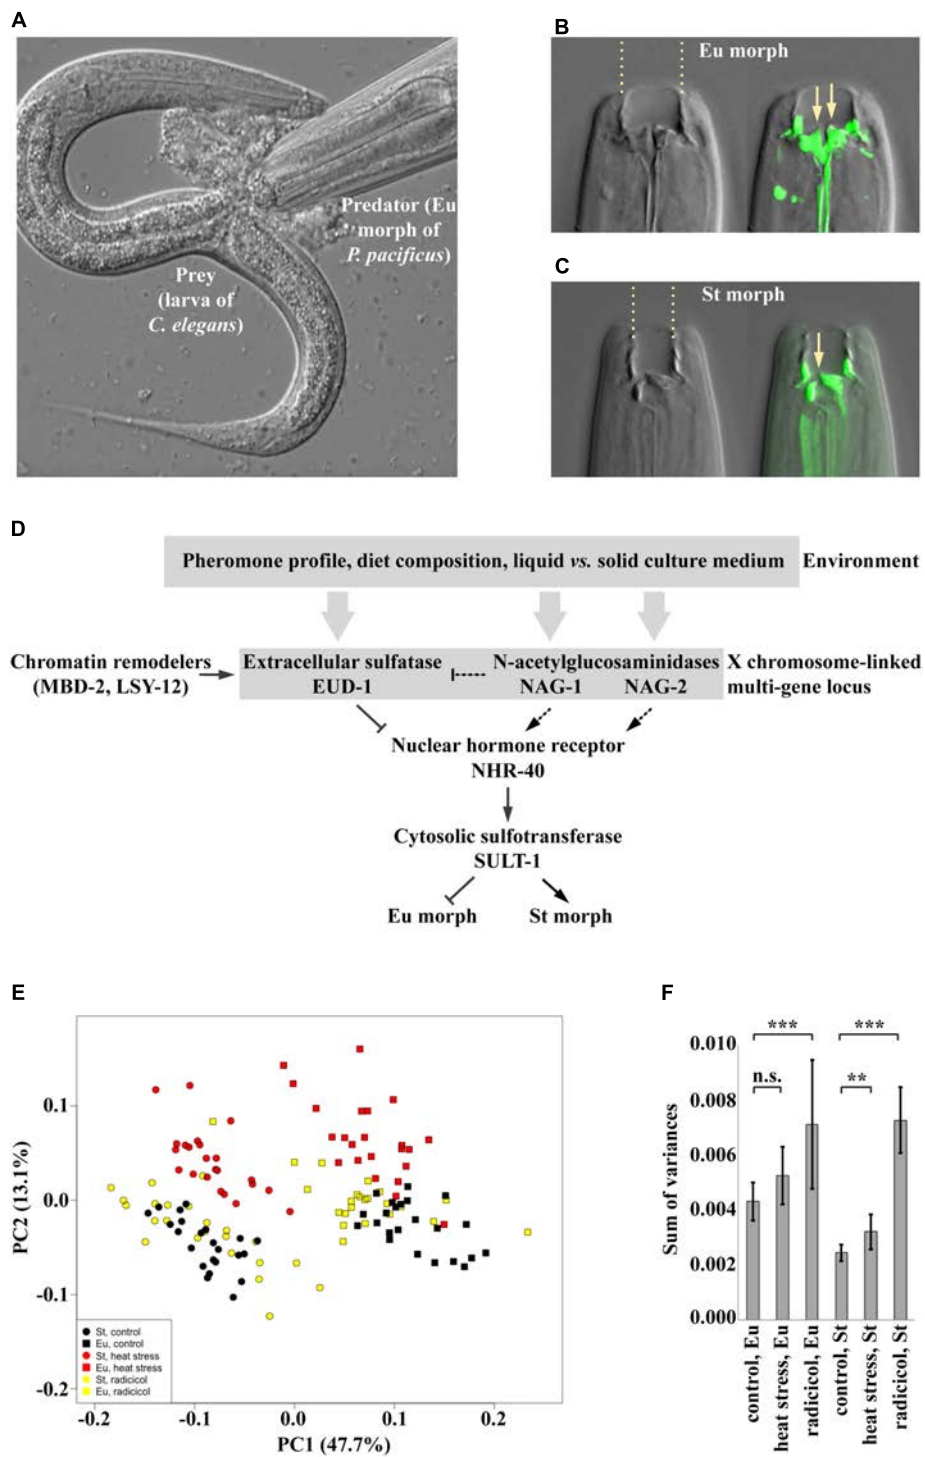 A
Predator (Eu
morph of
P. pacificus)
Prey
(larva of
C. elegans)
B
Eu morph
C
St morph
D
Pheromone profile, diet composition, liquid vs. solid culture medium
Environment
Chromatin remodelers
(MBD-2, LSY-12)
Extracellular sulfatase
EUD-1
N-acetylglucosaminidases
NAG-1 NAG-2
X chromosome-linked
multi-gene locus
Nuclear hormone receptor
NHR-40
Cytosolic sulfotransferase
SULT-1
Eu morph
St morph
E
PC2 (13.1%)
0.1
0.0
-0.1
-0.2
St, control
Eu, control
St, heat stress
Eu, heat stress
St, radicicol
Eu, radicicol
-0.2 -0.1 0.0 0.1 0.2
PC1 (47.7%)
F
Sum of variances
0.010
0.008
0.006
0.004
0.002
0.000
***
***
n.s.
**
control, Eu
heat stress, Eu
radicicol, Eu
control, St
heat stress, St
radicicol, St